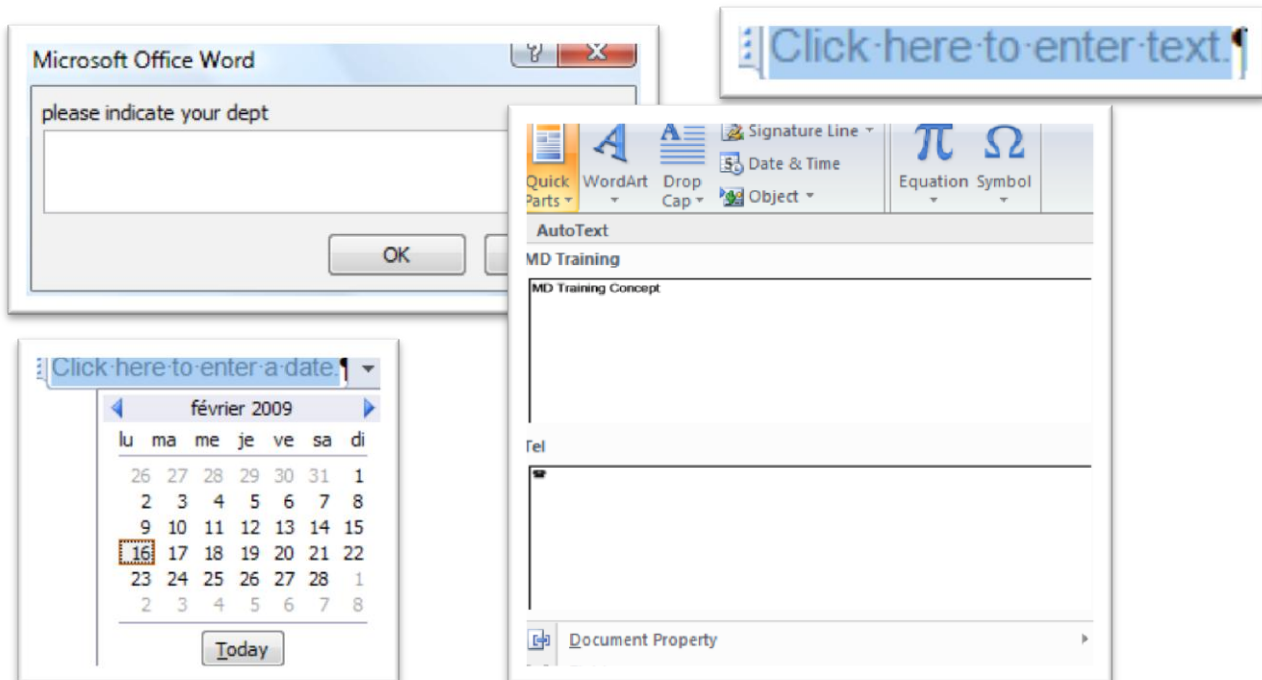 Microsoft Office Word
please indicate your dept
OK
Click·here·to·enter·text.¶
Quick Parts
WordArt
Drop Cap
Signature Line
Date & Time
Object
Equation
Symbol
AutoText
MD Training
MD Training Concept
Tel
Document Property
Click·here·to·enter·a·date.¶
février 2009
lu ma me je ve sa di
26 27 28 29 30 31 1
2 3 4 5 6 7 8
9 10 11 12 13 14 15
16 17 18 19 20 21 22
23 24 25 26 27 28 1
2 3 4 5 6 7 8
Today